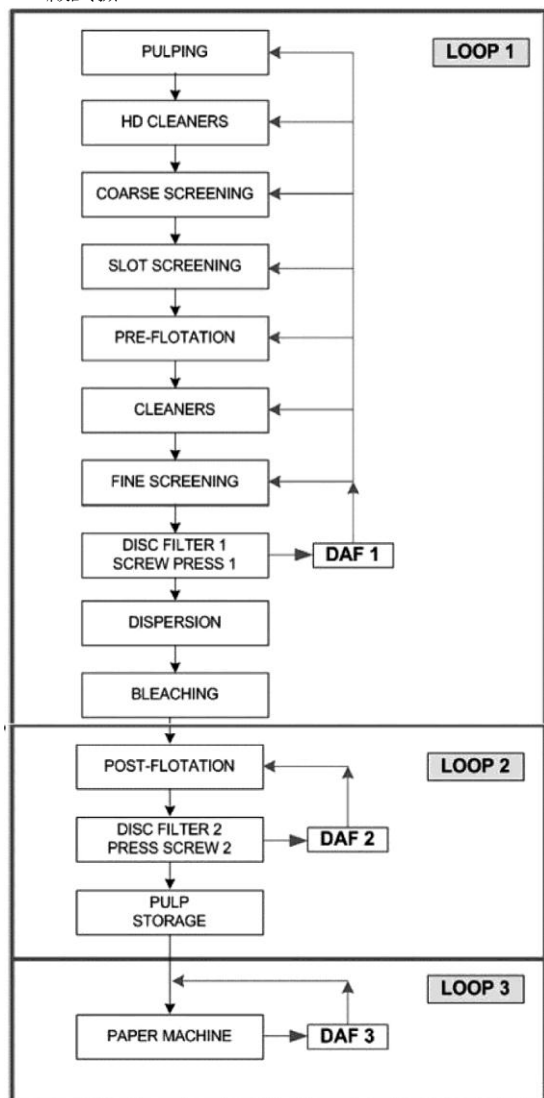 LOOP 1
PULPING
HD CLEANERS
COARSE SCREENING
SLOT SCREENING
PRE-FLOTATION
CLEANERS
FINE SCREENING
DISC FILTER 1
SCREW PRESS 1
DAF 1
DISPERSION
BLEACHING
LOOP 2
POST-FLOTATION
DISC FILTER 2
PRESS SCREW 2
DAF 2
PULP
STORAGE
LOOP 3
PAPER MACHINE
DAF 3